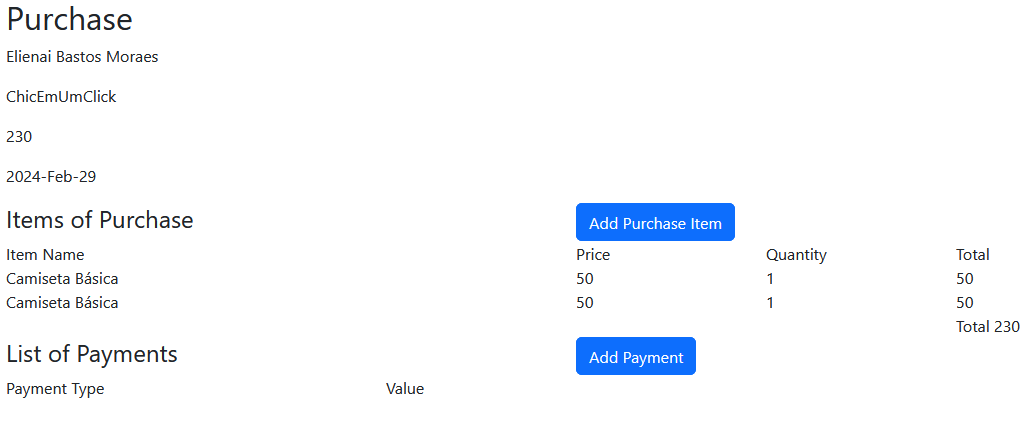 Purchase
Elienai Bastos Moraes
ChicEmUmClick
230
2024-Feb-29
Items of Purchase Add Purchase Item
Item Name Price Quantity Total
Camiseta Básica 50 1 50
Camiseta Básica 50 1 50
Total 230
List of Payments Add Payment
Payment Type Value